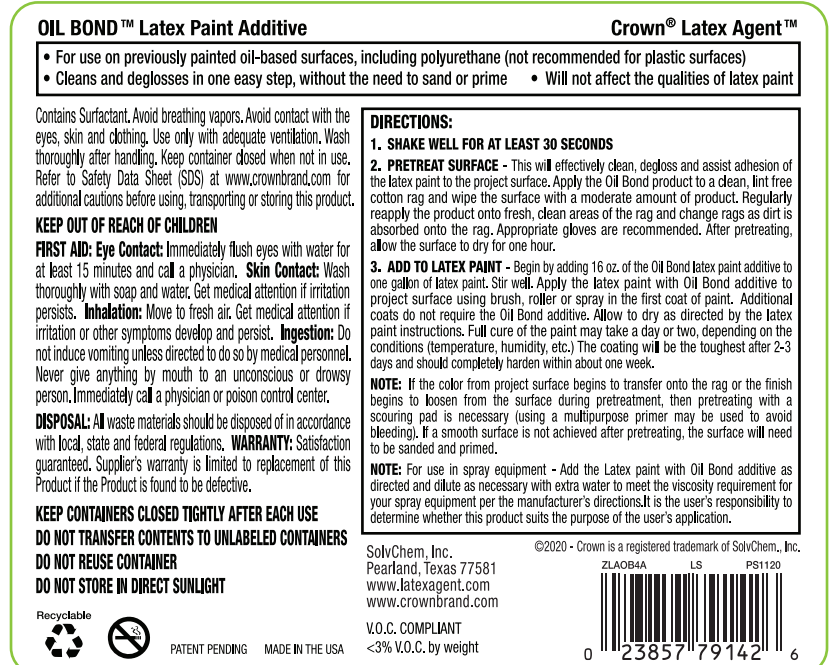 OIL BOND™ Latex Paint Additive
Crown® Latex Agent™
• For use on previously painted oil-based surfaces, including polyurethane (not recommended for plastic surfaces)
• Cleans and deglosses in one easy step, without the need to sand or prime • Will not affect the qualities of latex paint
Contains Surfactant. Avoid breathing vapors. Avoid contact with the
eyes, skin and clothing. Use only with adequate ventilation. Wash
thoroughly after handling. Keep container closed when not in use.
Refer to Safety Data Sheet (SDS) at www.crownbrand.com for
additional cautions before using, transporting or storing this product.
KEEP OUT OF REACH OF CHILDREN
FIRST AID: Eye Contact: Immediately flush eyes with water for
at least 15 minutes and call a physician. Skin Contact: Wash
thoroughly with soap and water. Get medical attention if irritation
persists. Inhalation: Move to fresh air. Get medical attention if
irritation or other symptoms develop and persist. Ingestion: Do
not induce vomiting unless directed to do so by medical personnel.
Never give anything by mouth to an unconscious or drowsy
person. Immediately call a physician or poison control center.
DISPOSAL: All waste materials should be disposed of in accordance
with local, state and federal regulations. WARRANTY: Satisfaction
guaranteed. Supplier's warranty is limited to replacement of this
Product if the Product is found to be defective.
KEEP CONTAINERS CLOSED TIGHTLY AFTER EACH USE
DO NOT TRANSFER CONTENTS TO UNLABELED CONTAINERS
DO NOT REUSE CONTAINER
DO NOT STORE IN DIRECT SUNLIGHT
Recyclable
PATENT PENDING MADE IN THE USA
DIRECTIONS:
1. SHAKE WELL FOR AT LEAST 30 SECONDS
2. PRETREAT SURFACE - This will effectively clean, degloss and assist adhesion of
the latex paint to the project surface. Apply the Oil Bond product to a clean, lint free
cotton rag and wipe the surface with a moderate amount of product. Regularly
reapply the product onto fresh, clean areas of the rag and change rags as dirt is
absorbed onto the rag. Appropriate gloves are recommended. After pretreating,
allow the surface to dry for one hour.
3. ADD TO LATEX PAINT - Begin by adding 16 oz. of the Oil Bond latex paint additive to
one gallon of latex paint. Stir well. Apply the latex paint with Oil Bond additive to
project surface using brush, roller or spray in the first coat of paint. Additional
coats do not require the Oil Bond additive. Allow to dry as directed by the latex
paint instructions. Full cure of the paint may take a day or two, depending on the
conditions (temperature, humidity, etc.) The coating will be the toughest after 2-3
days and should completely harden within about one week.
NOTE: If the color from project surface begins to transfer onto the rag or the finish
begins to loosen from the surface during pretreatment, then pretreating with a
scouring pad is necessary (using a multipurpose primer may be used to avoid
bleeding). If a smooth surface is not achieved after pretreating, the surface will need
to be sanded and primed.
NOTE: For use in spray equipment - Add the Latex paint with Oil Bond additive as
directed and dilute as necessary with extra water to meet the viscosity requirement for
your spray equipment per the manufacturer's directions.It is the user's responsibility to
determine whether this product suits the purpose of the user's application.
SolvChem, Inc.
Pearland, Texas 77581
www.latexagent.com
www.crownbrand.com
V.O.C. COMPLIANT
<3% V.O.C. by weight
©2020 - Crown is a registered trademark of SolvChem., Inc.
ZLAOB4A LS PS1120
0 23857 79142 6